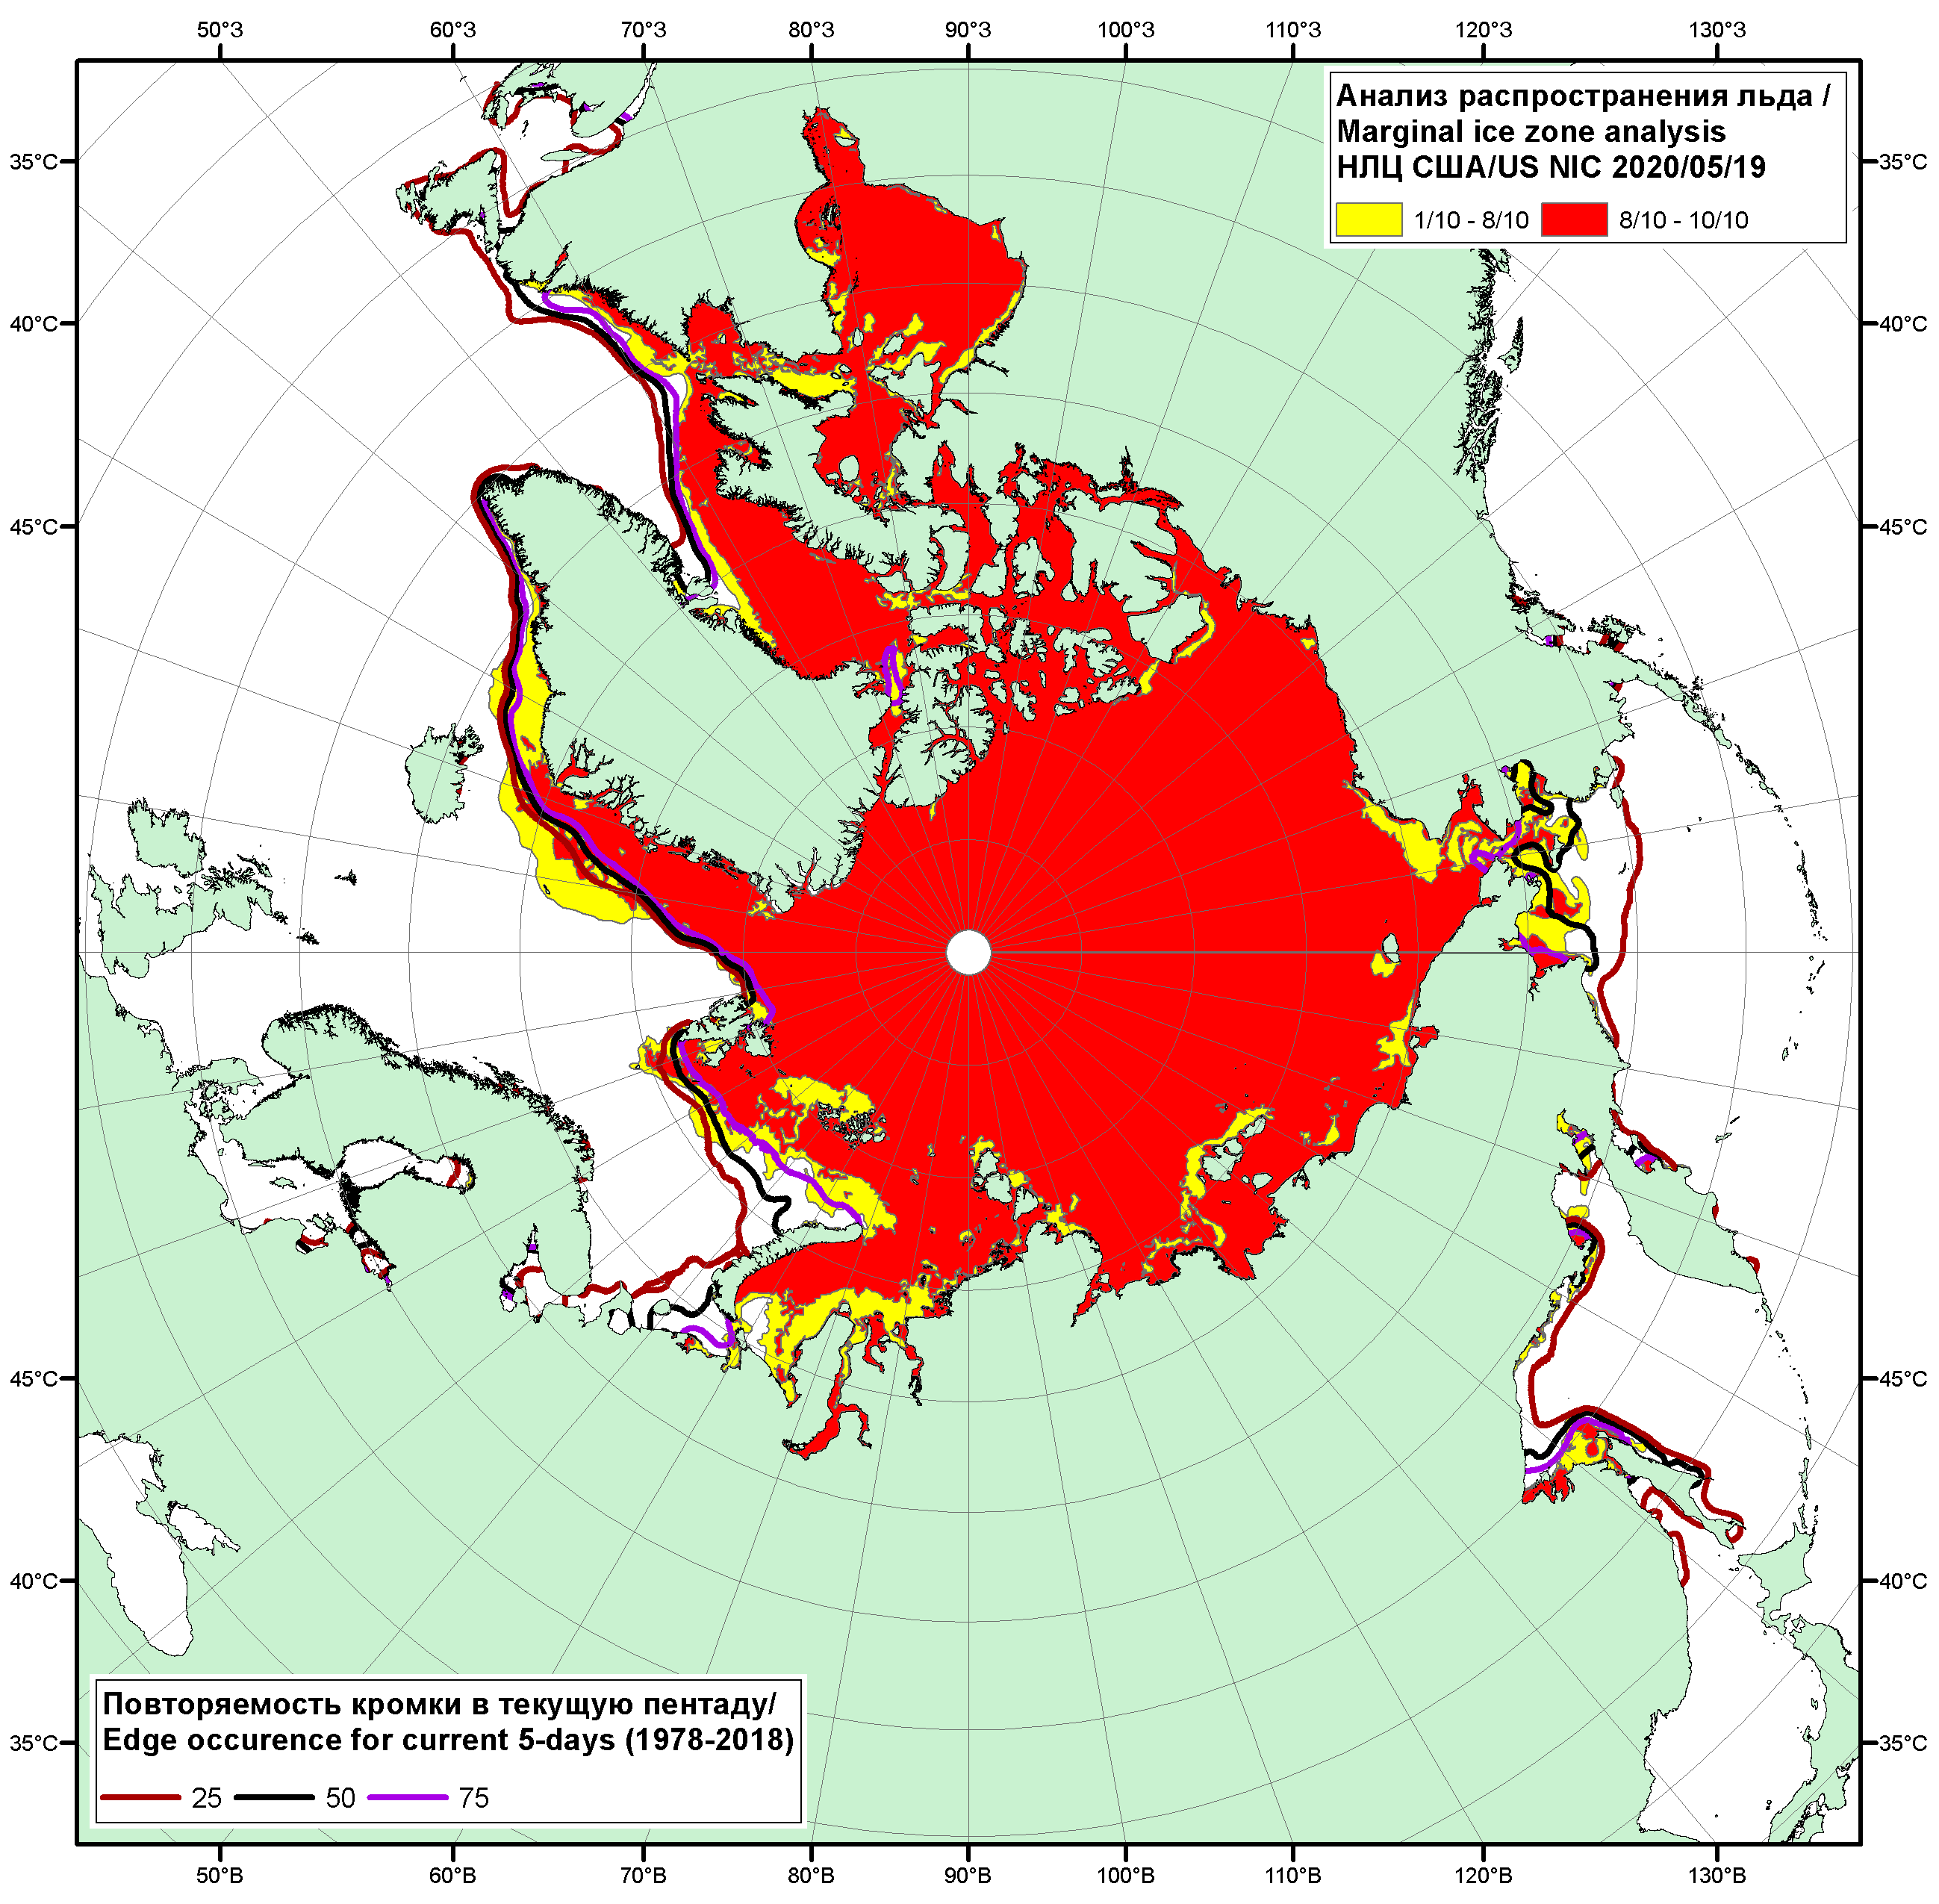 50°З 60°З 70°З 80°З 90°З 100°З 110°З 120°З 130°З
Анализ распространения льда /
Marginal ice zone analysis
НЛЦ США/US NIC 2020/05/19
1/10 - 8/10 8/10 - 10/10
35°С 35°С
40°С 40°С
45°С 45°С
45°С 45°С
40°С 40°С
35°С 35°С
Повторяемость кромки в текущую пентаду/
Edge occurence for current 5-days (1978-2018)
25 50 75
50°В 60°В 70°В 80°В 90°В 100°В 110°В 120°В 130°В